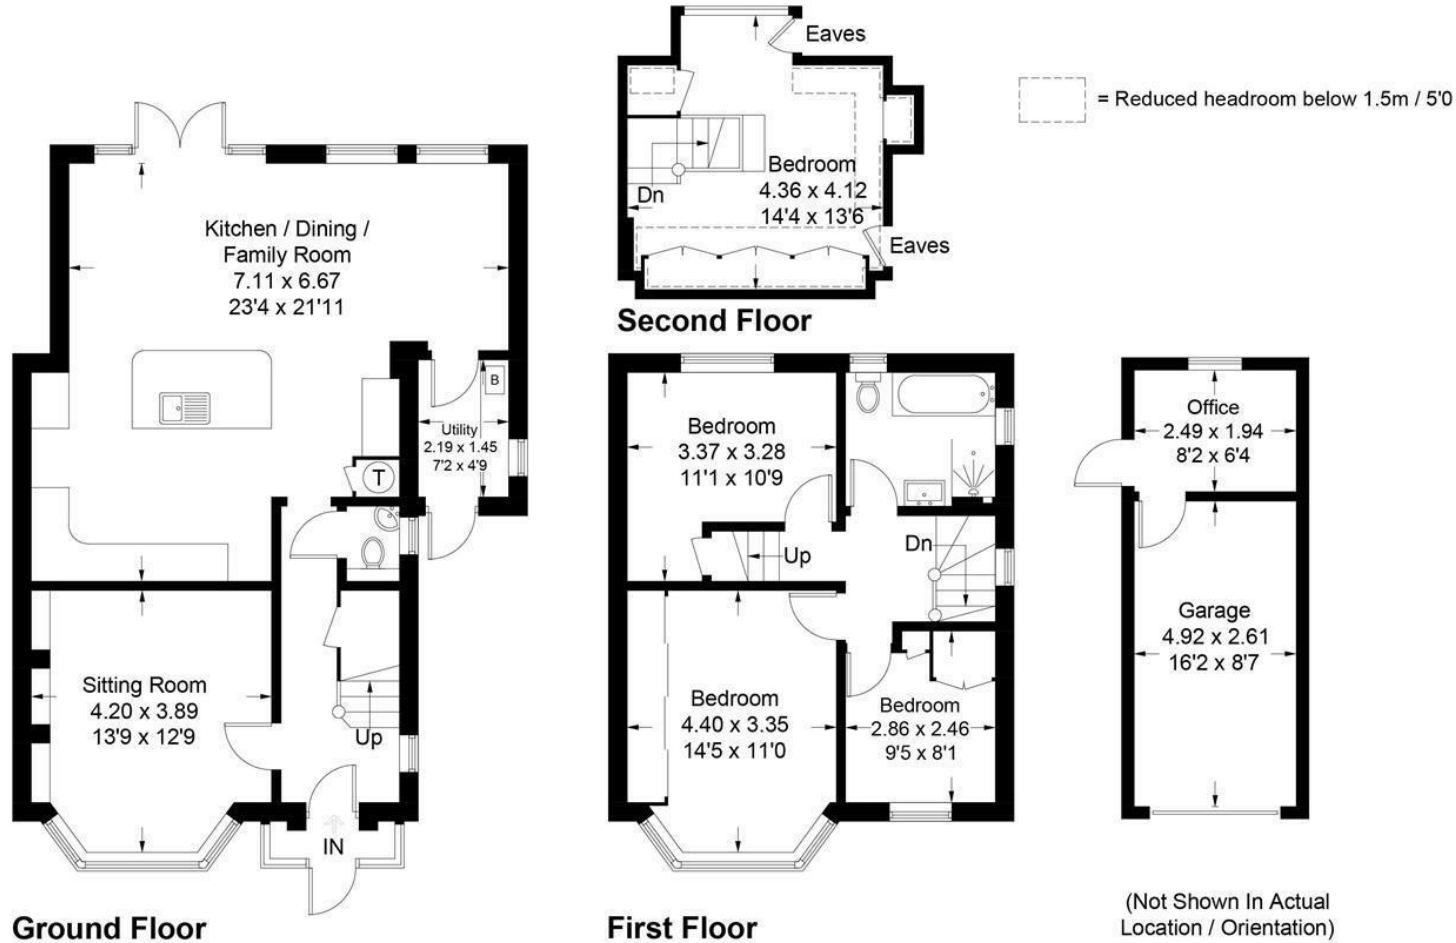 Eaves
= Reduced headroom below 1.5m / 5'0
Bedroom
4.36 x 4.12
14'4 x 13'6
Dn
Eaves
Second Floor
Kitchen / Dining /
Family Room
7.11 x 6.67
23'4 x 21'11
B
Utility
2.19 x 1.45
7'2 x 4'9
T
Sitting Room
4.20 x 3.89
13'9 x 12'9
Up
IN
Ground Floor
Bedroom
3.37 x 3.28
11'1 x 10'9
Up
Dn
Bedroom
4.40 x 3.35
14'5 x 11'0
Bedroom
2.86 x 2.46
9'5 x 8'1
First Floor
Office
2.49 x 1.94
8'2 x 6'4
Garage
4.92 x 2.61
16'2 x 8'7
(Not Shown In Actual
Location / Orientation)